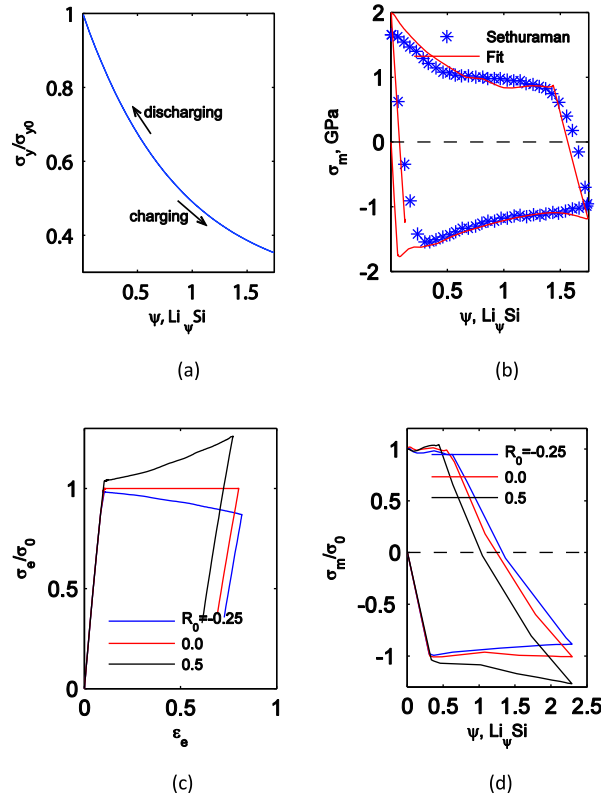 1
0.8
0.6
0.4
σy/σy0
discharging
charging
0.5
1
1.5
ψ, LiψSi
(a)
2
1
0
-1
-2
σm, GPa
Sethuraman
Fit
0
0.5
1
1.5
ψ, LiψSi
(b)
1
0.5
0
σe/σ0
R0=-0.25
0.0
0.5
0
0.5
1
εe
(c)
1
0.5
0
-0.5
-1
σm/σ0
R0=-0.25
0.0
0.5
0
0.5
1
1.5
2
2.5
ψ, LiψSi
(d)